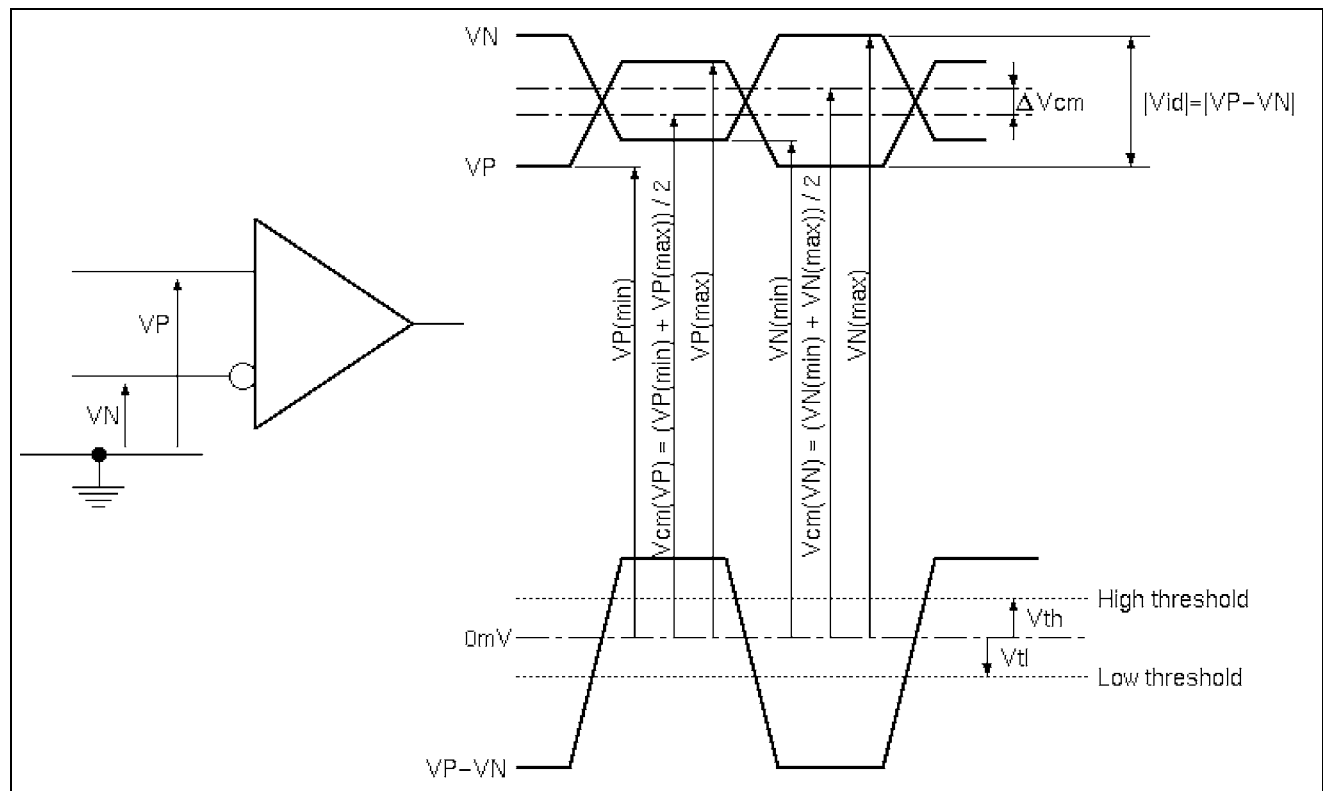 VN
ΔVcm
|Vid|=|VP−VN|
VP
VP
VN
VP(min)
Vcm(VP) = (VP(min) + VP(max)) / 2
VP(max)
VN(min)
Vcm(VN) = (VN(min) + VN(max)) / 2
VN(max)
High threshold
Vth
0mV
Vtl
Low threshold
VP−VN